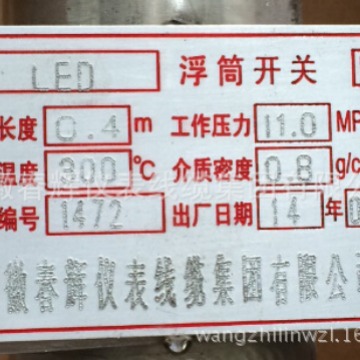 LED 浮筒开关
长度 0.4 m 工作压力 11.0 MP
温度 300 ℃ 介质密度 0.8 g/c
编号 1472 出厂日期 14 年 0
徽春辉仪表线缆集团有限公
wangzhilinwzl.16